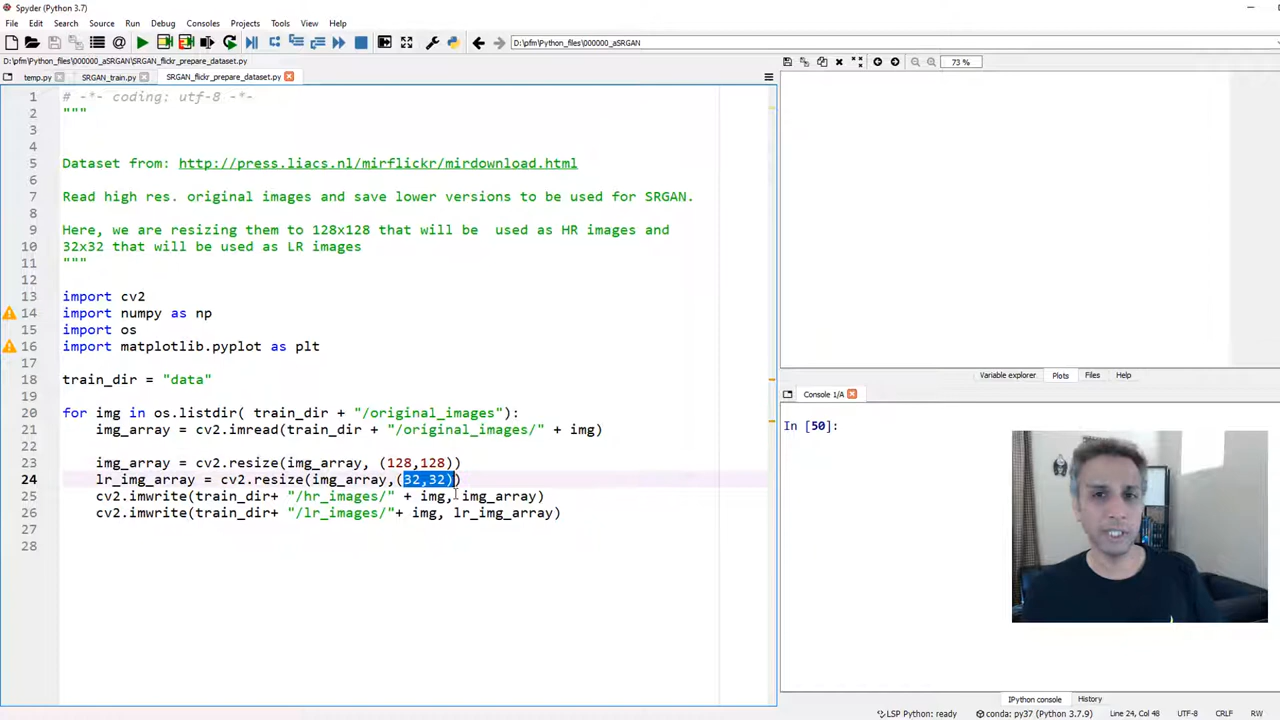 Spyder (Python 3.7)
File Edit Search Source Run Debug Consoles Projects Tools View Help
D:\pfm\Python_files\000000_aSRGAN
D:\pfm\Python_files\000000_aSRGAN\SRGAN_flickr_prepare_dataset.py
temp.py SRGAN_train.py SRGAN_flickr_prepare_dataset.py
73 %
1 # -*- coding: utf-8 -*-
2 """
3
4
5 Dataset from: http://press.liacs.nl/mirflickr/mirdownload.html
6
7 Read high res. original images and save lower versions to be used for SRGAN.
8
9 Here, we are resizing them to 128x128 that will be  used as HR images and
10 32x32 that will be used as LR images
11 """
12
13 import cv2
14 import numpy as np
15 import os
16 import matplotlib.pyplot as plt
17
18 train_dir = "data"
19
20 for img in os.listdir( train_dir + "/original_images"):
21     img_array = cv2.imread(train_dir + "/original_images/" + img)
22
23     img_array = cv2.resize(img_array, (128,128))
24     lr_img_array = cv2.resize(img_array,(32,32))
25     cv2.imwrite(train_dir+ "/hr_images/" + img, img_array)
26     cv2.imwrite(train_dir+ "/lr_images/"+ img, lr_img_array)
27
28
Variable explorer Plots Files Help
Console 1/A
In [50]:
IPython console History
LSP Python: ready conda: py37 (Python 3.7.9) Line 24, Col 48 UTF-8 CRLF RW